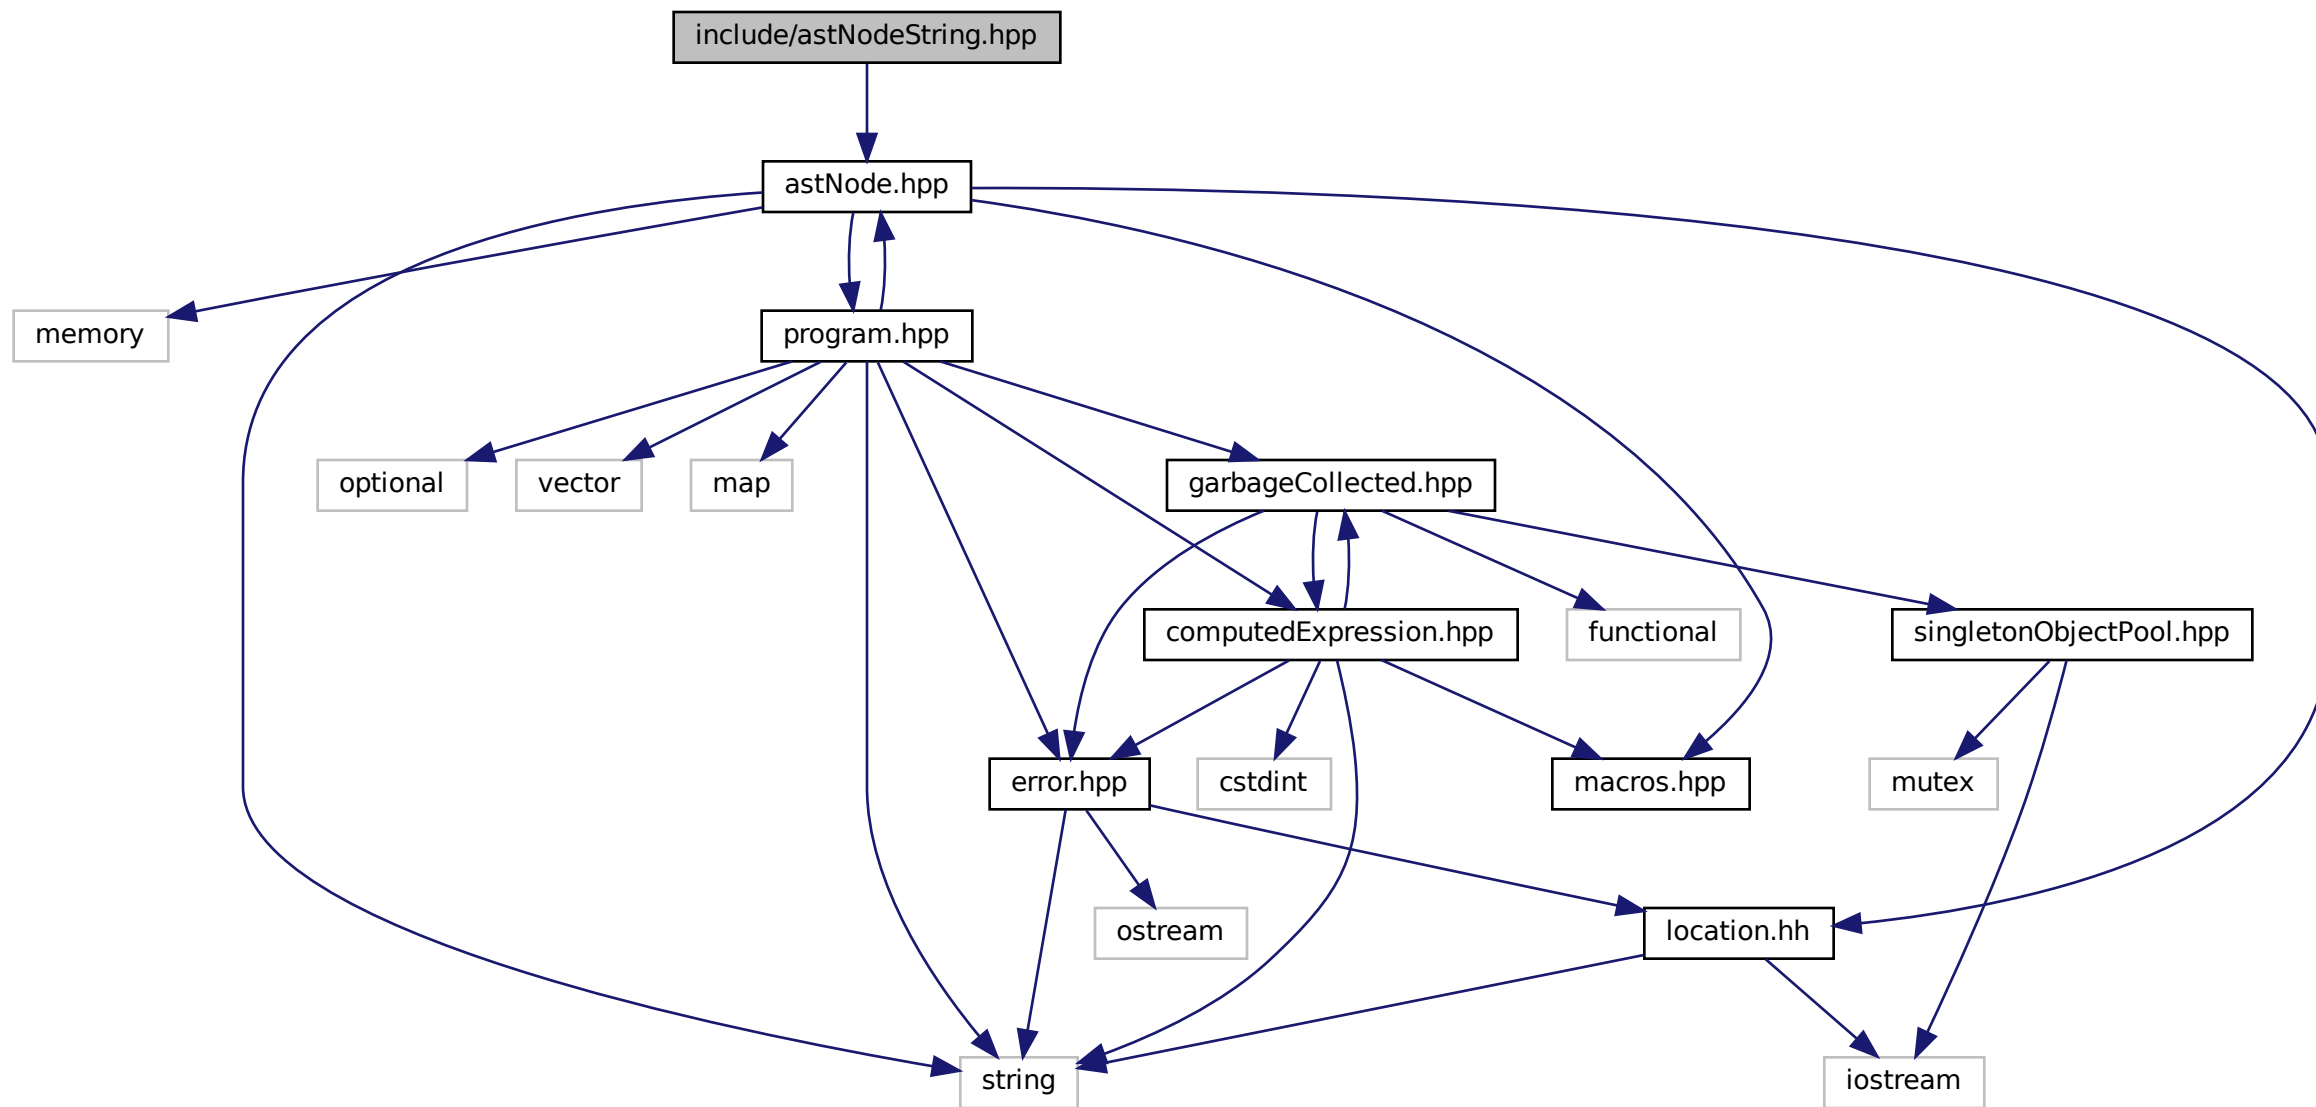 include/astNodeString.hpp
astNode.hpp
memory
program.hpp
optional
vector
map
garbageCollected.hpp
computedExpression.hpp
functional
singletonObjectPool.hpp
error.hpp
cstdint
macros.hpp
mutex
ostream
location.hh
string
iostream